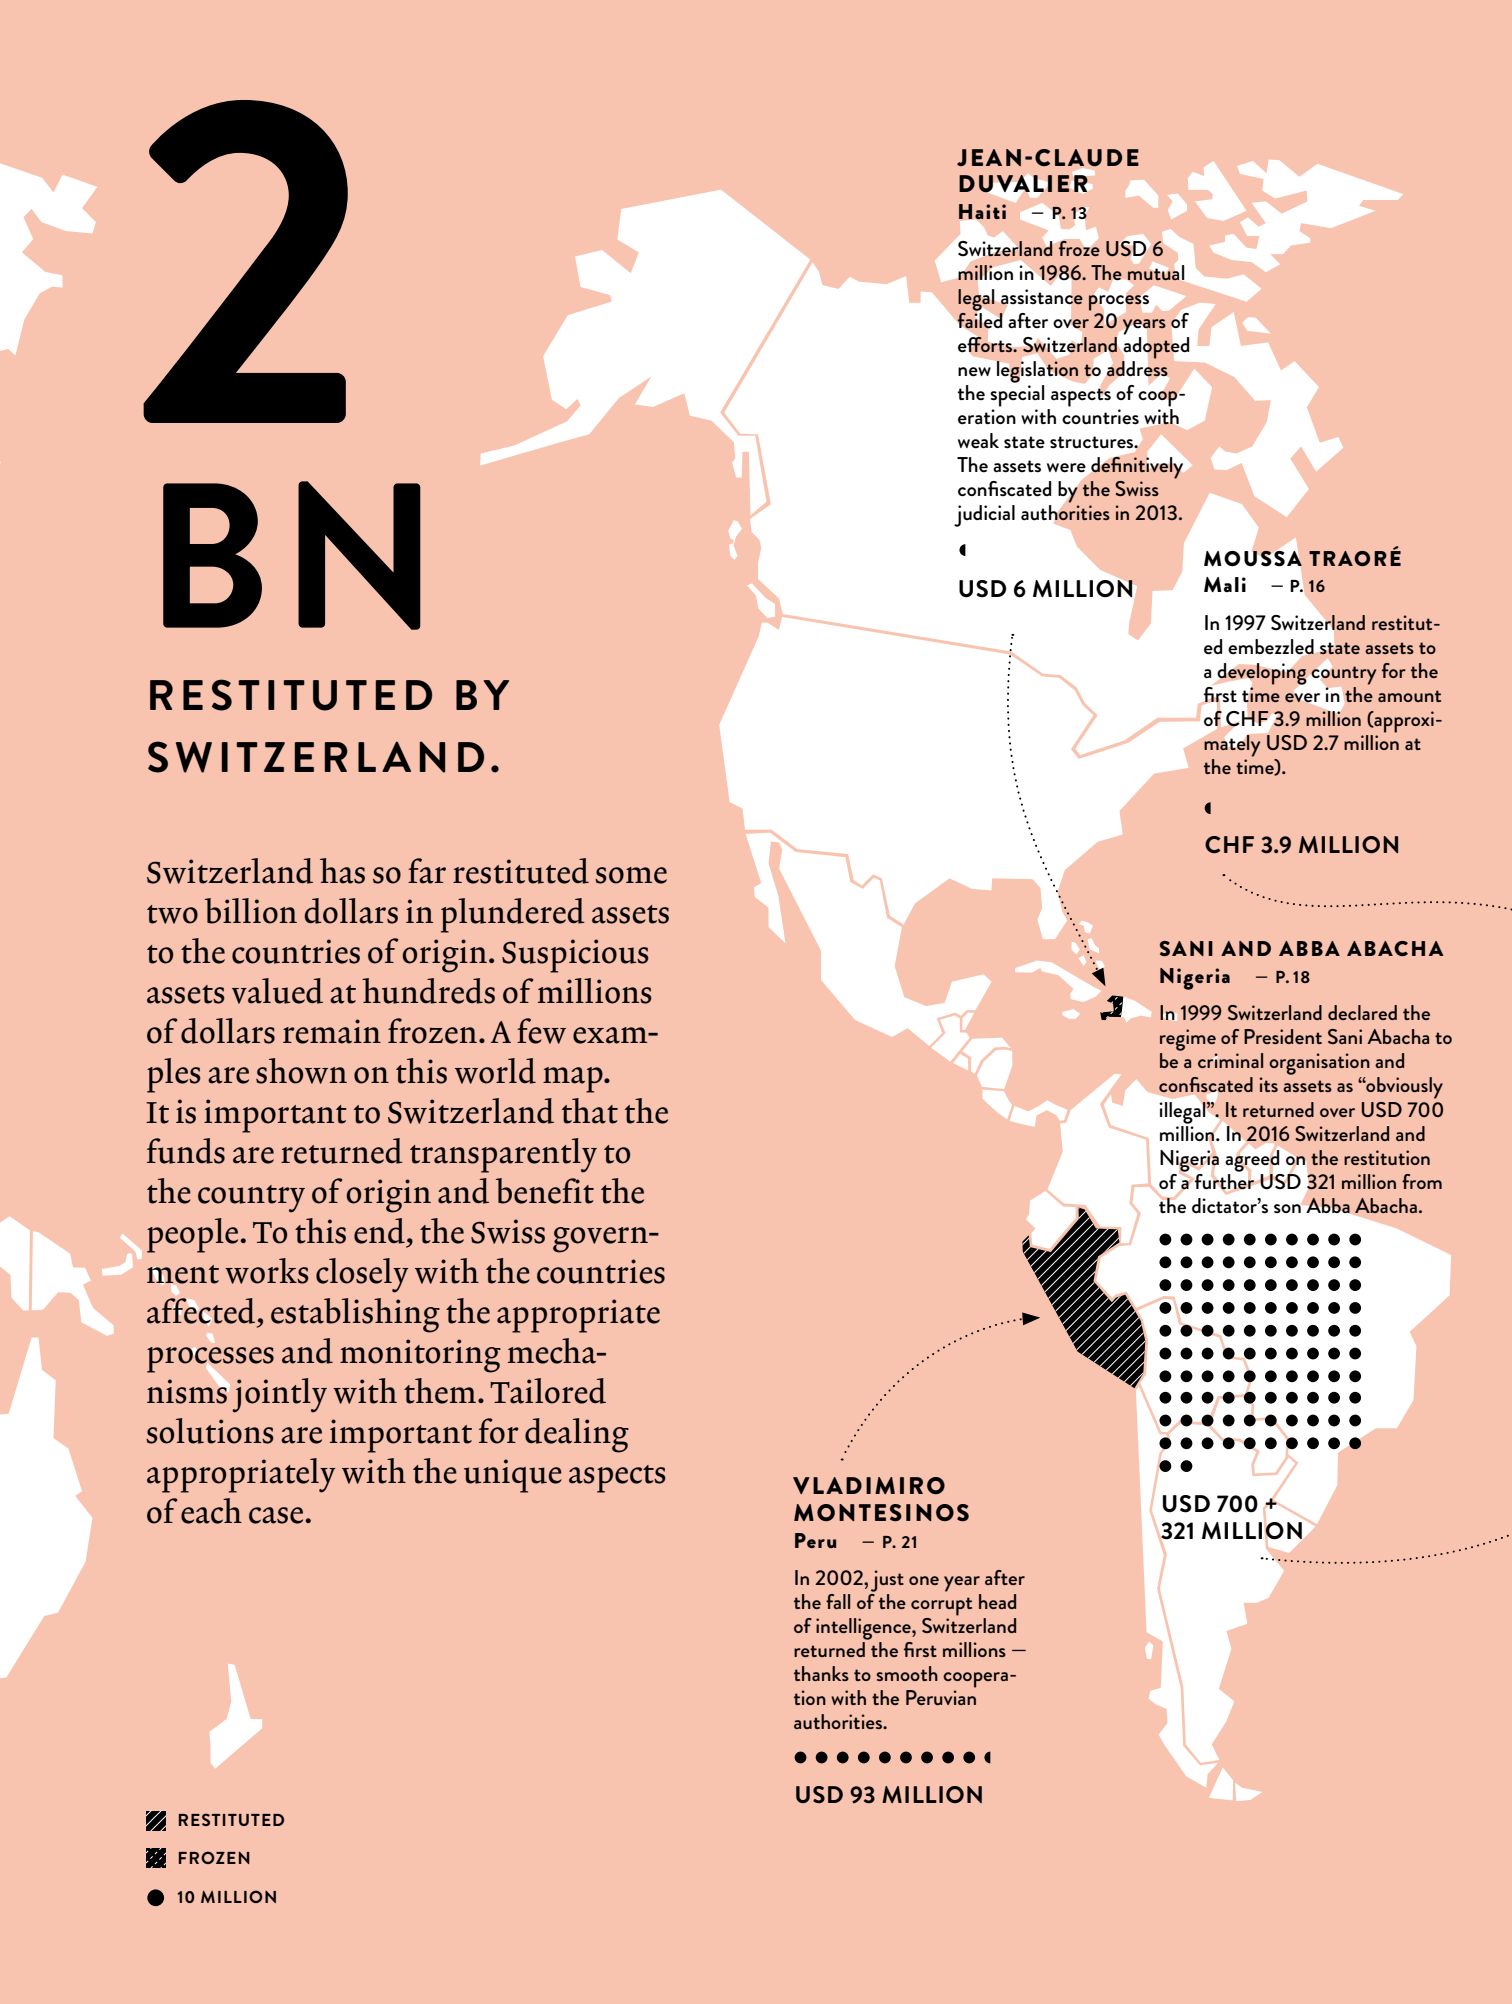 2
BN
RESTITUTED BY
SWITZERLAND.
Switzerland has so far restituted some
two billion dollars in plundered assets
to the countries of origin. Suspicious
assets valued at hundreds of millions
of dollars remain frozen. A few exam-
ples are shown on this world map.
It is important to Switzerland that the
funds are returned transparently to
the country of origin and benefit the
people. To this end, the Swiss govern-
ment works closely with the countries
affected, establishing the appropriate
processes and monitoring mecha-
nisms jointly with them. Tailored
solutions are important for dealing
appropriately with the unique aspects
of each case.
RESTITUTED
FROZEN
10 MILLION
JEAN-CLAUDE
DUVALIER
Haiti – P. 13
Switzerland froze USD 6
million in 1986. The mutual
legal assistance process
failed after over 20 years of
efforts. Switzerland adopted
new legislation to address
the special aspects of coop-
eration with countries with
weak state structures.
The assets were definitively
confiscated by the Swiss
judicial authorities in 2013.
USD 6 MILLION
MOUSSA TRAORÉ
Mali – P. 16
In 1997 Switzerland restitut-
ed embezzled state assets to
a developing country for the
first time ever in the amount
of CHF 3.9 million (approxi-
mately USD 2.7 million at
the time).
CHF 3.9 MILLION
SANI AND ABBA ABACHA
Nigeria – P. 18
In 1999 Switzerland declared the
regime of President Sani Abacha to
be a criminal organisation and
confiscated its assets as “obviously
illegal”. It returned over USD 700
million. In 2016 Switzerland and
Nigeria agreed on the restitution
of a further USD 321 million from
the dictator’s son Abba Abacha.
USD 700 +
321 MILLION
VLADIMIRO
MONTESINOS
Peru – P. 21
In 2002, just one year after
the fall of the corrupt head
of intelligence, Switzerland
returned the first millions –
thanks to smooth coopera-
tion with the Peruvian
authorities.
USD 93 MILLION